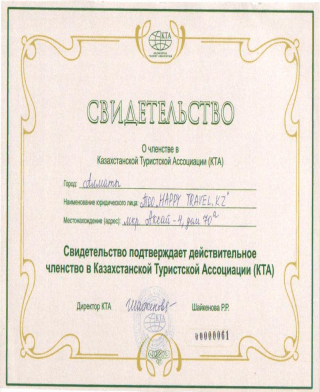 КТА
СВИДЕТЕЛЬСТВО
О членстве в
Казахстанской Туристской Ассоциации (КТА)
Город: Алматы
Наименование юридического лица: ТОО „HAPPY TRAVEL.KZ"
Местонахождение (адрес): мкр. Аксай-4, дом 70а
Свидетельство подтверждает действительное
членство в Казахстанской Туристской Ассоциации (КТА)
Директор КТА Шайкенова Р.Р.
00000061